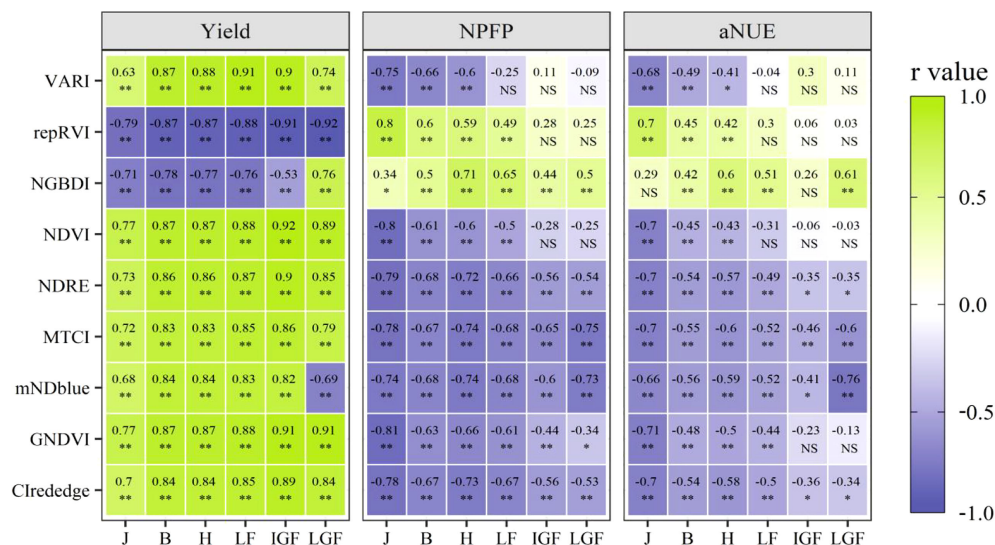 Yield NPFP aNUE
r value
VARI 0.63 0.87 0.88 0.91 0.9 0.74 -0.75 -0.66 -0.6 -0.25 0.11 -0.09 -0.68 -0.49 -0.41 -0.04 0.3 0.11
** ** ** ** ** ** ** ** ** NS NS NS ** ** * NS NS NS
repRVI -0.79 -0.87 -0.87 -0.88 -0.91 -0.92 0.8 0.6 0.59 0.49 0.28 0.25 0.7 0.45 0.42 0.3 0.06 0.03
** ** ** ** ** ** ** ** ** ** NS NS ** ** ** NS NS NS
NGBDI -0.71 -0.78 -0.77 -0.76 -0.53 0.76 0.34 0.5 0.71 0.65 0.44 0.5 0.29 0.42 0.6 0.51 0.26 0.61
** ** ** ** ** ** * ** ** ** ** ** NS ** ** ** NS **
NDVI 0.77 0.87 0.87 0.88 0.92 0.89 -0.8 -0.61 -0.6 -0.5 -0.28 -0.25 -0.7 -0.45 -0.43 -0.31 -0.06 -0.03
** ** ** ** ** ** ** ** ** ** NS NS ** ** ** NS NS NS
NDRE 0.73 0.86 0.86 0.87 0.9 0.85 -0.79 -0.68 -0.72 -0.66 -0.56 -0.54 -0.7 -0.54 -0.57 -0.49 -0.35 -0.35
** ** ** ** ** ** ** ** ** ** ** ** ** ** ** ** * *
MTCI 0.72 0.83 0.83 0.85 0.86 0.79 -0.78 -0.67 -0.74 -0.68 -0.65 -0.75 -0.7 -0.55 -0.6 -0.52 -0.46 -0.6
** ** ** ** ** ** ** ** ** ** ** ** ** ** ** ** ** **
mNDblue 0.68 0.84 0.84 0.83 0.82 -0.69 -0.74 -0.68 -0.74 -0.68 -0.6 -0.73 -0.66 -0.56 -0.59 -0.52 -0.41 -0.76
** ** ** ** ** ** ** ** ** ** ** ** ** ** ** ** * **
GNDVI 0.77 0.87 0.87 0.88 0.91 0.91 -0.81 -0.63 -0.66 -0.61 -0.44 -0.34 -0.71 -0.48 -0.5 -0.44 -0.23 -0.13
** ** ** ** ** ** ** ** ** ** ** * ** ** ** ** NS NS
CIrededge 0.7 0.84 0.84 0.85 0.89 0.84 -0.78 -0.67 -0.73 -0.67 -0.56 -0.53 -0.7 -0.54 -0.58 -0.5 -0.36 -0.34
** ** ** ** ** ** ** ** ** ** ** ** ** ** ** ** * *
J B H LF IGF LGF J B H LF IGF LGF J B H LF IGF LGF
1.0
0.5
0.0
-0.5
-1.0